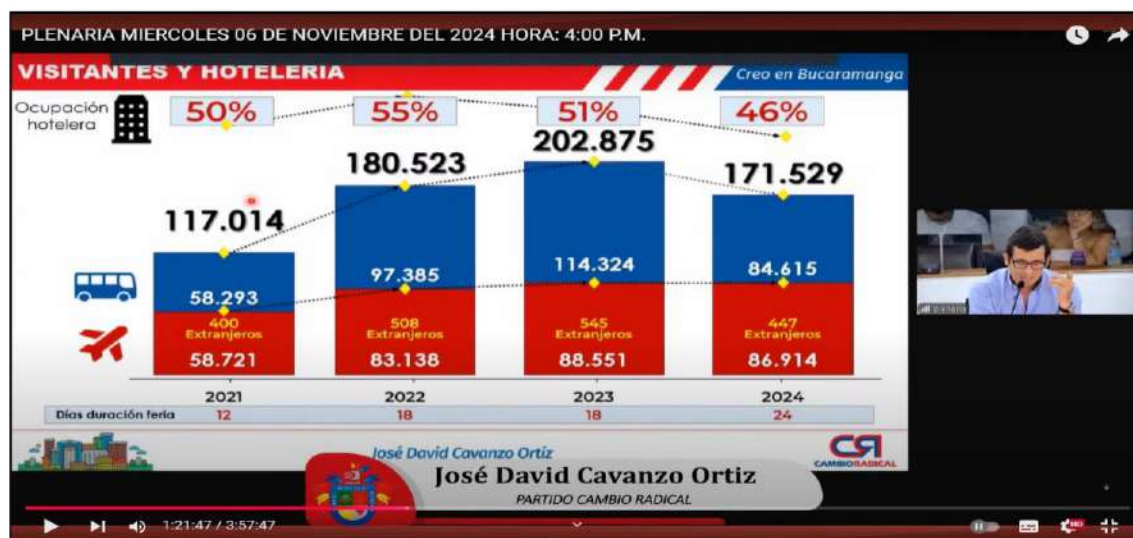 PLENARIA MIERCOLES 06 DE NOVIEMBRE DEL 2024 HORA: 4:00 P.M.
VISITANTES Y HOTELERIA
Creo en Bucaramanga
Ocupación
hotelera
50% 55% 51% 46%
117.014 180.523 202.875 171.529
58.293 97.385 114.324 84.615
400 508 545 447
Extranjeros Extranjeros Extranjeros Extranjeros
58.721 83.138 88.551 86.914
2021 2022 2023 2024
Días duración feria 12 18 18 24
José David Cavanzo Ortiz
CR
CAMBIO RADICAL
José David Cavanzo Ortiz
PARTIDO CAMBIO RADICAL
1:21:47 / 3:57:47